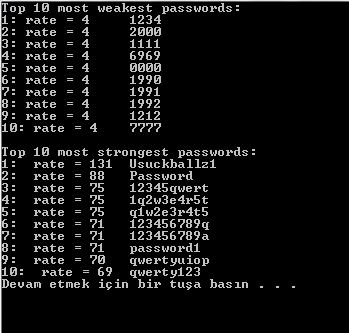 Top 10 most weakest passwords:
1: rate = 4 1234
2: rate = 4 2000
3: rate = 4 1111
4: rate = 4 6969
5: rate = 4 0000
6: rate = 4 1990
7: rate = 4 1991
8: rate = 4 1992
9: rate = 4 1212
10: rate = 4 7777
Top 10 most strongest passwords:
1: rate = 131 Usuckballz1
2: rate = 88 Password
3: rate = 75 12345qwert
4: rate = 75 1q2w3e4r5t
5: rate = 75 q1w2e3r4t5
6: rate = 71 123456789q
7: rate = 71 123456789a
8: rate = 71 password1
9: rate = 70 qwertyuiop
10: rate = 69 qwerty123
Devam etmek için bir tuşa basın . . .